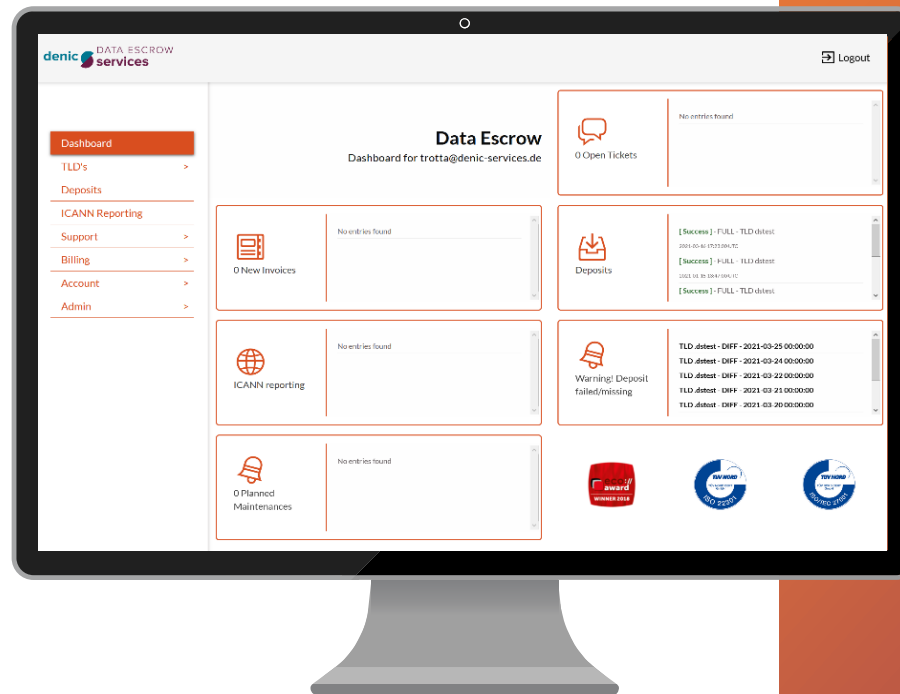 denic DATA ESCROW
services
Logout
Dashboard
TLD's >
Deposits
ICANN Reporting
Support >
Billing >
Account >
Admin >
Data Escrow
Dashboard for trotta@denic-services.de
0 Open Tickets
No entries found
0 New Invoices
No entries found
Deposits
[ Success ] - FULL - TLD dstest
[ Success ] - FULL - TLD dstest
[ Success ] - FULL - TLD dstest
ICANN reporting
No entries found
Warning! Deposit
failed/missing
TLD .dstest - DIFF - 2021-03-25 00:00:00
TLD .dstest - DIFF - 2021-03-24 00:00:00
TLD .dstest - DIFF - 2021-03-22 00:00:00
TLD .dstest - DIFF - 2021-03-21 00:00:00
TLD .dstest - DIFF - 2021-03-20 00:00:00
0 Planned
Maintenances
No entries found
eco://
award
WINNER 2018
TUV NORD
ISO 22301
TUV NORD
ISO/IEC 27001